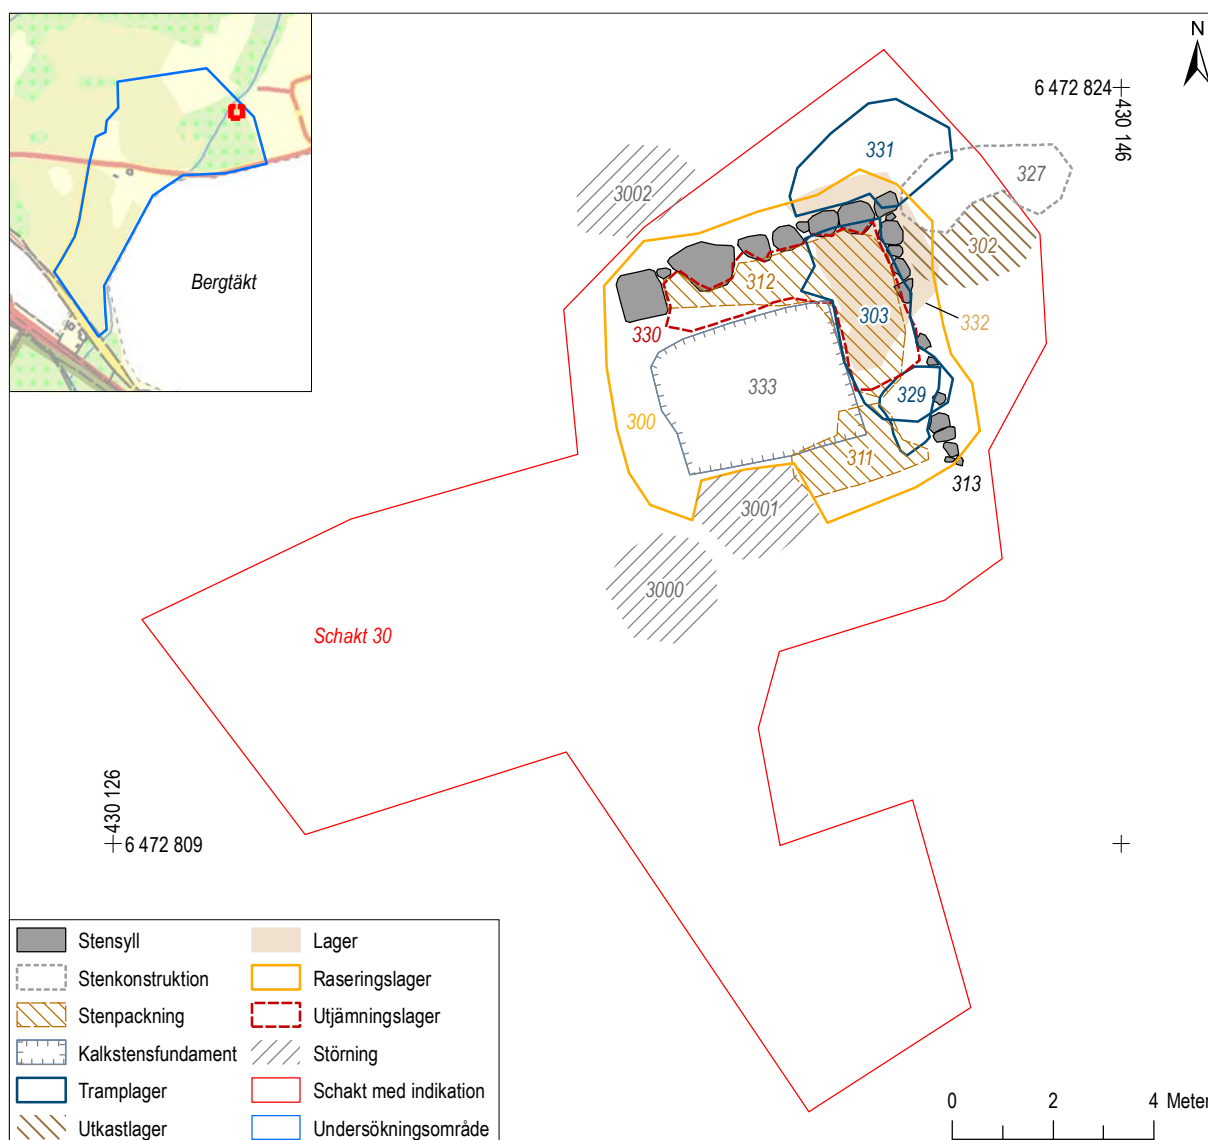 N
6 472 824
430 146
331
327
3002
302
312
303
332
330
333
329
300
311
313
3001
3000
Bergtäkt
Schakt 30
430 126
6 472 809
Stensyll
Stenkonstruktion
Stenpackning
Kalkstensfundament
Tramplager
Utkastlager
Lager
Raseringslager
Utjämningslager
Störning
Schakt med indikation
Undersökningsområde
0 2 4 Meter